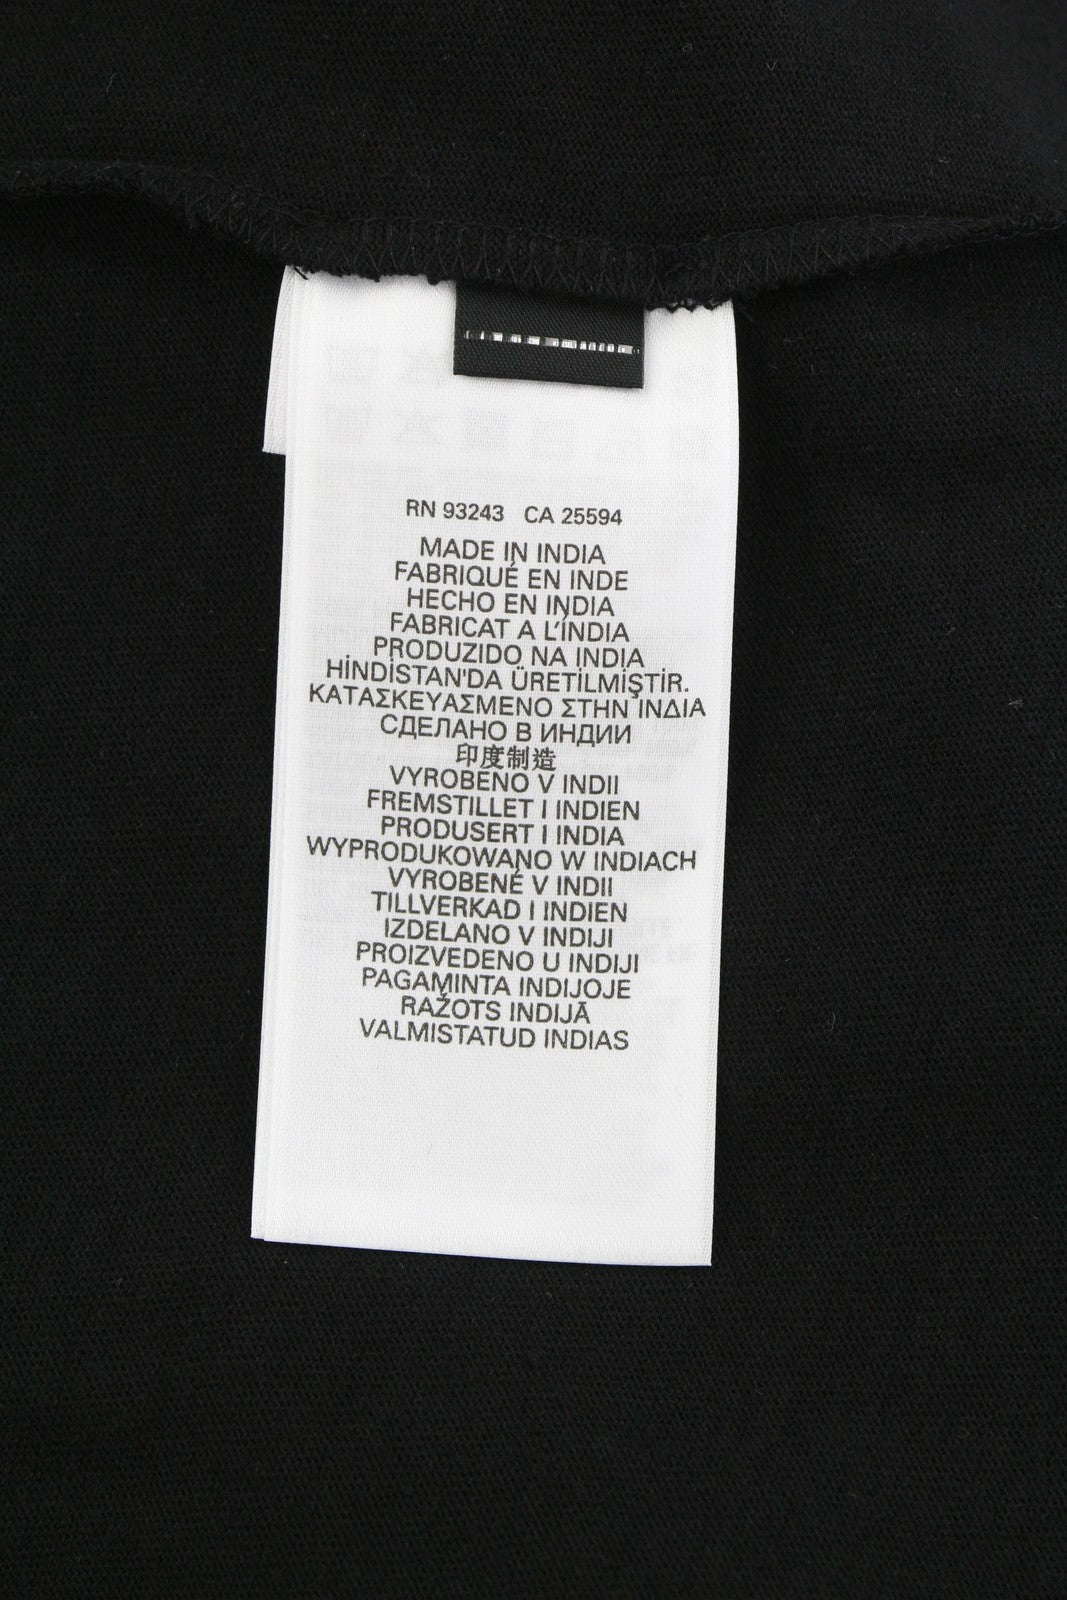 RN 93243 CA 25594
MADE IN INDIA
FABRIQUÉ EN INDE
HECHO EN INDIA
FABRICAT A L'ÍNDIA
PRODUZIDO NA INDIA
HİNDİSTAN'DA ÜRETİLMİŞTİR.
ΚΑΤΑΣΚΕΥΑΣΜΕΝΟ ΣΤΗΝ ΙΝΔΙΑ
СДЕЛАНО В ИНДИИ
印度制造
VYROBENO V INDII
FREMSTILLET I INDIEN
PRODUSERT I INDIA
WYPRODUKOWANO W INDIACH
VYROBENÉ V INDII
TILLVERKAD I INDIEN
IZDELANO V INDIJI
PROIZVEDENO U INDIJI
PAGAMINTA INDIJOJE
RAŽOTS INDIJĀ
VALMISTATUD INDIAS